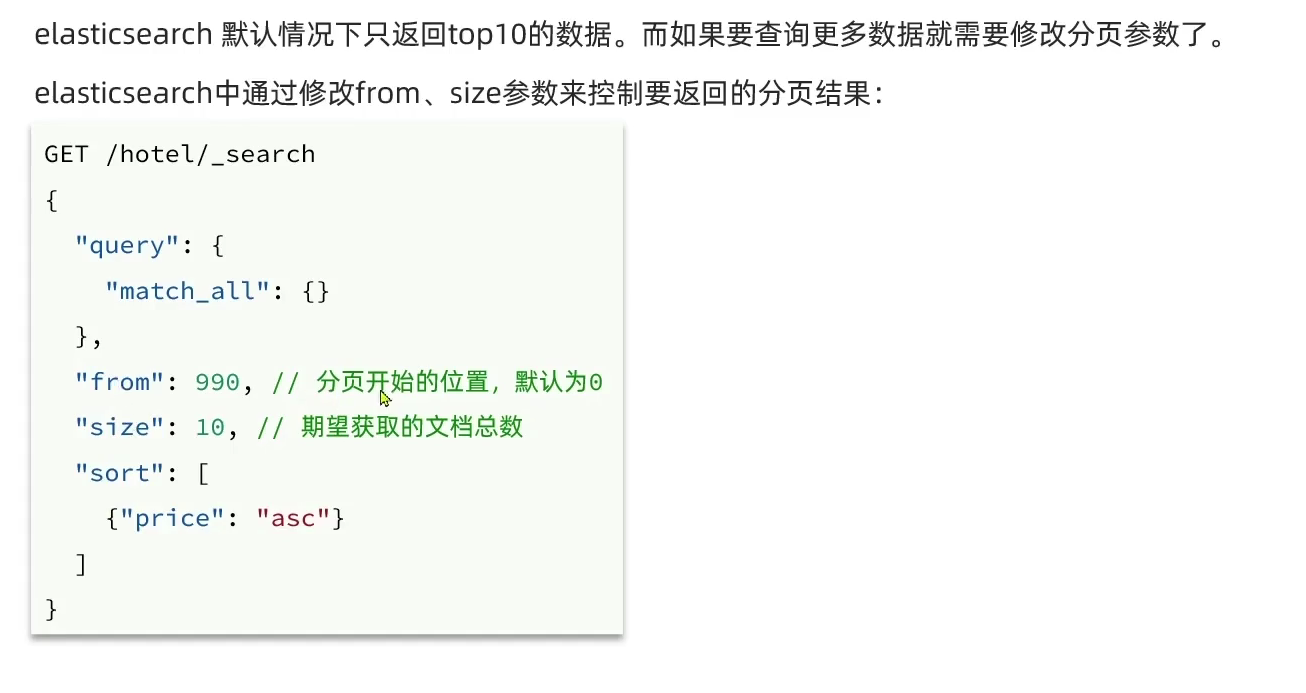 elasticsearch 默认情况下只返回top10的数据。而如果要查询更多数据就需要修改分页参数了。
elasticsearch中通过修改from、size参数来控制要返回的分页结果：
GET /hotel/_search
{
  "query": {
    "match_all": {}
  },
  "from": 990, // 分页开始的位置，默认为0
  "size": 10, // 期望获取的文档总数
  "sort": [
    {"price": "asc"}
  ]
}